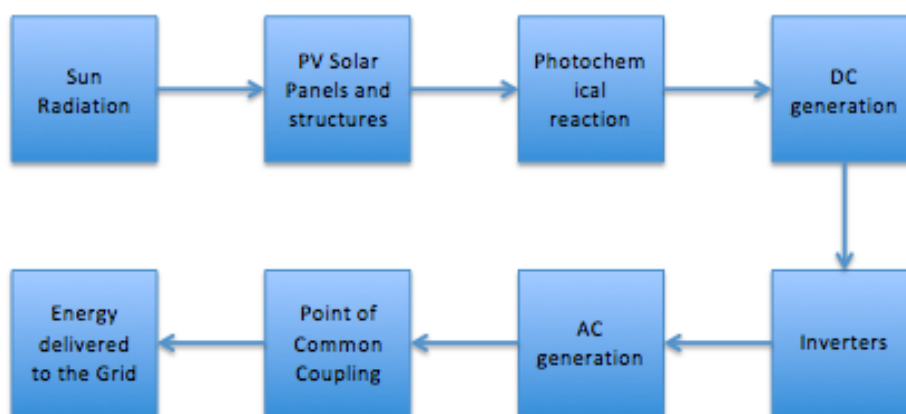 Sun
Radiation
PV Solar
Panels and
structures
Photochem
ical
reaction
DC
generation
Energy
delivered
to the Grid
Point of
Common
Coupling
AC
generation
Inverters